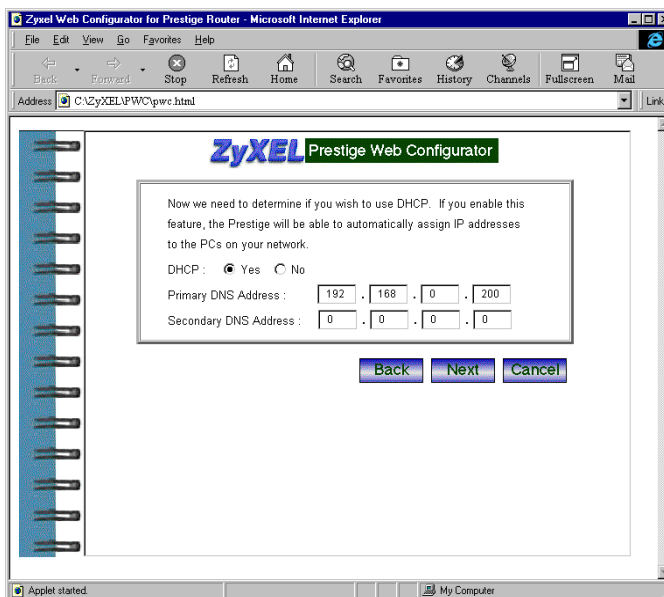 Zyxel Web Configurator for Prestige Router - Microsoft Internet Explorer
File Edit View Go Favorites Help
Back Forward Stop Refresh Home Search Favorites History Channels Fullscreen Mail
Address C:\ZyXEL\PWC\pwc.html Link
ZyXEL Prestige Web Configurator
Now we need to determine if you wish to use DHCP. If you enable this
feature, the Prestige will be able to automatically assign IP addresses
to the PCs on your network.
DHCP : Yes No
Primary DNS Address : 192 . 168 . 0 . 200
Secondary DNS Address : 0 . 0 . 0 . 0
Back Next Cancel
Applet started. My Computer